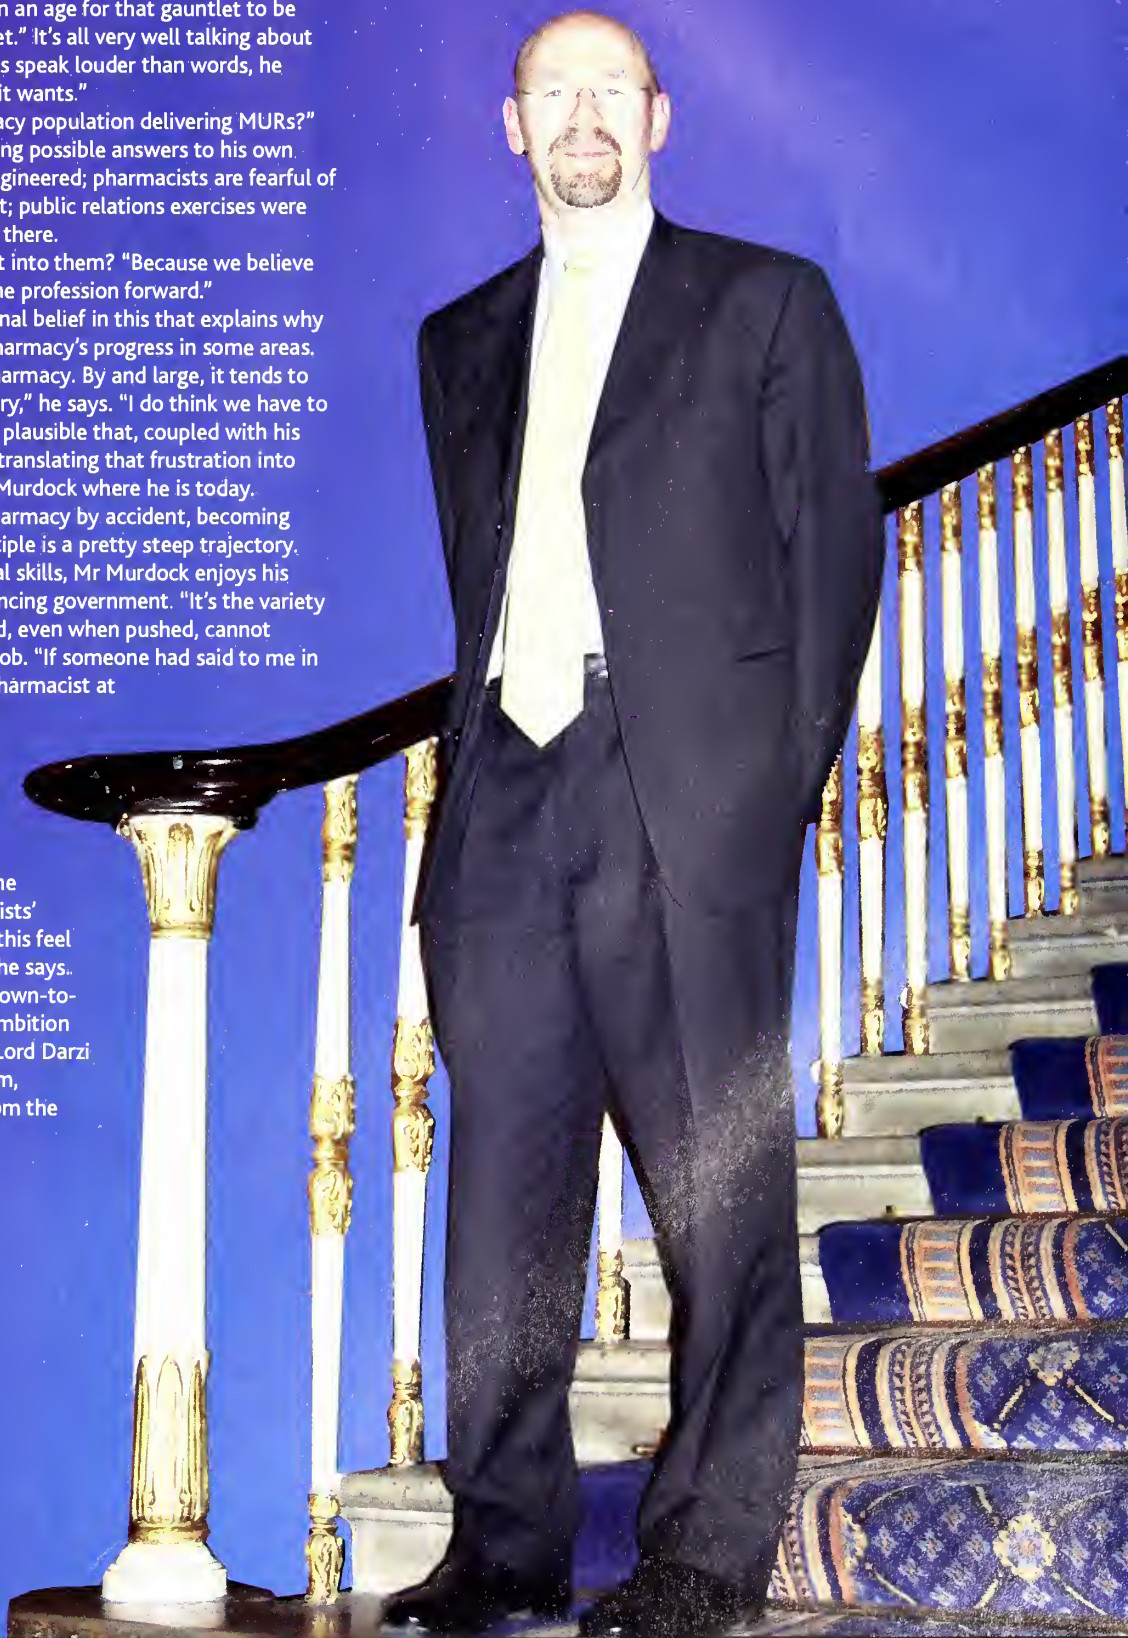 n an age for that gauntlet to be
et.” It’s all very well talking about
s speak louder than words, he
it wants.”
acy population delivering MURs?”
ng possible answers to his own
gineered; pharmacists are fearful of
t; public relations exercises were
there.
t into them? “Because we believe
ne profession forward.”
nal belief in this that explains why
harmacy’s progress in some areas.
armacy. By and large, it tends to
ry,” he says. “I do think we have to
plausible that, coupled with his
translating that frustration into
Murdock where he is today.
armacy by accident, becoming
tiple is a pretty steep trajectory.
al skills, Mr Murdock enjoys his
ncing government. “It’s the variety
d, even when pushed, cannot
ob. “If someone had said to me in
harmacist at
ne
ists’
this feel
he says.
own-to-
mbition
Lord Darzi
m,
om the